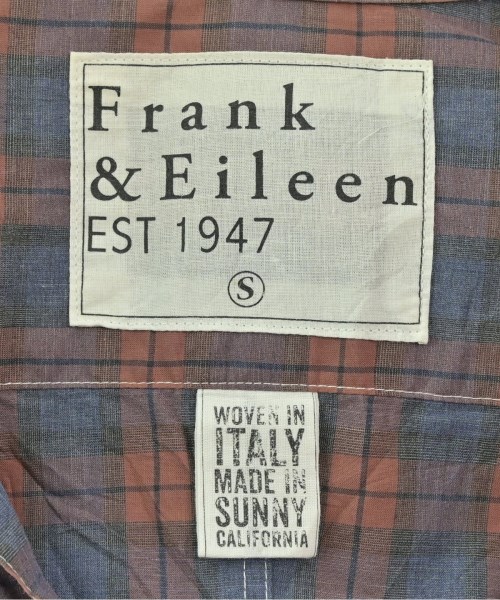 Frank
& Eileen
EST 1947
S
WOVEN IN
ITALY
MADE IN
SUNNY
CALIFORNIA